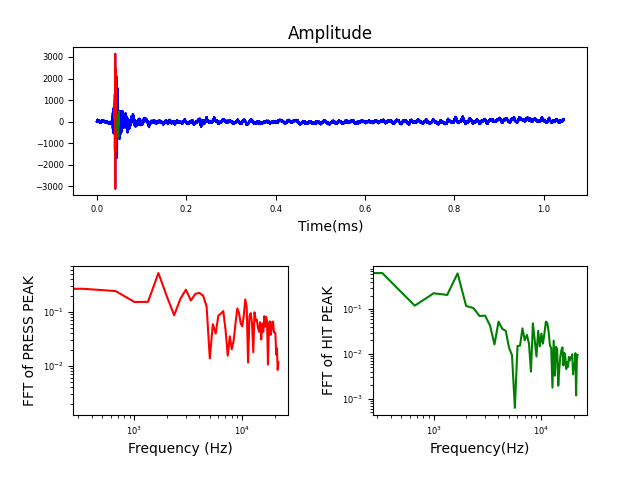 Amplitude
3000
2000
1000
0
−1000
−2000
−3000
0.0 0.2 0.4 0.6 0.8 1.0
Time(ms)
FFT of PRESS PEAK
10⁻¹
10⁻²
10³ 10⁴
Frequency (Hz)
FFT of HIT PEAK
10⁻¹
10⁻²
10⁻³
10³ 10⁴
Frequency(Hz)